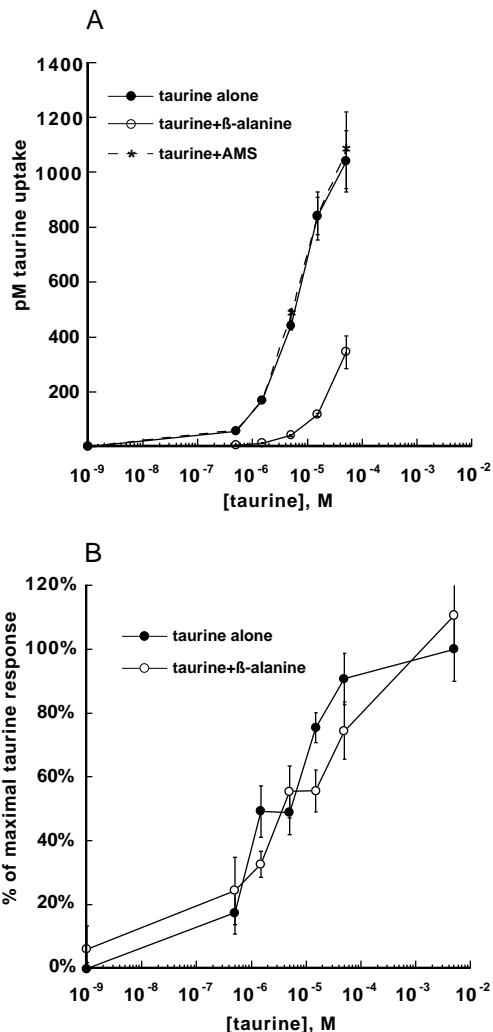 A
1400
1200
1000
800
600
400
200
pM taurine uptake
taurine alone
taurine+ß-alanine
taurine+AMS
10-9 10-8 10-7 10-6 10-5 10-4 10-3 10-2
[taurine], M
B
120%
100%
80%
60%
40%
20%
0%
% of maximal taurine response
taurine alone
taurine+ß-alanine
10-9 10-8 10-7 10-6 10-5 10-4 10-3 10-2
[taurine], M